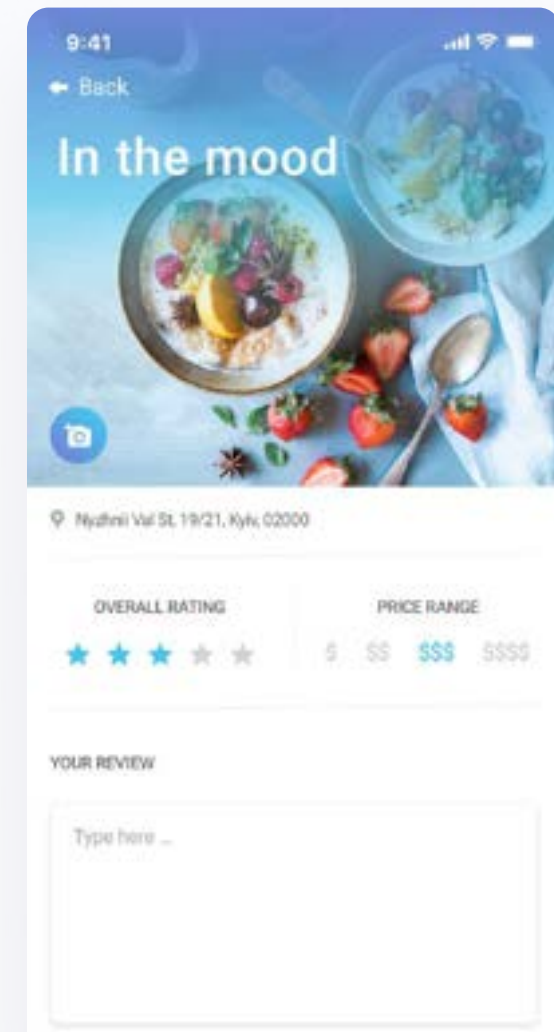 9:41
Back
In the mood
Nyzhnii Val St, 19/21, Kyiv, 02000
OVERALL RATING
PRICE RANGE
$ $$ $$$ $$$$
YOUR REVIEW
Type here ...